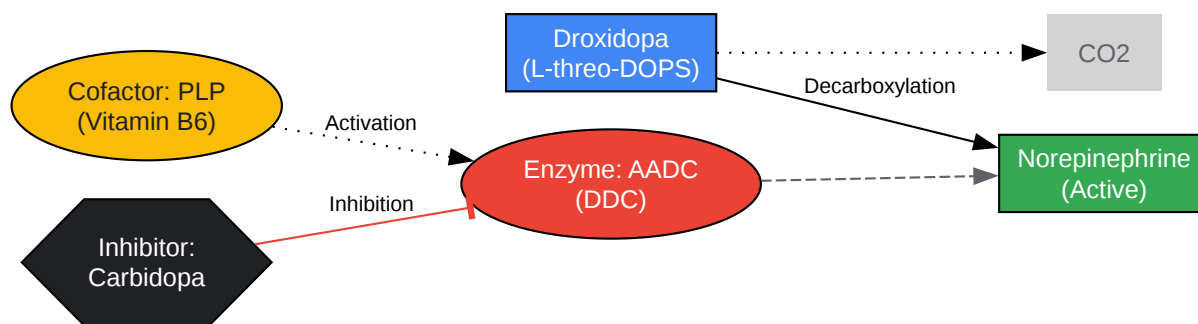 Droxidopa
(L-threo-DOPS)
CO2
Cofactor: PLP
(Vitamin B6)
Activation
Decarboxylation
Enzyme: AADC
(DDC)
Norepinephrine
(Active)
Inhibition
Inhibitor:
Carbidopa